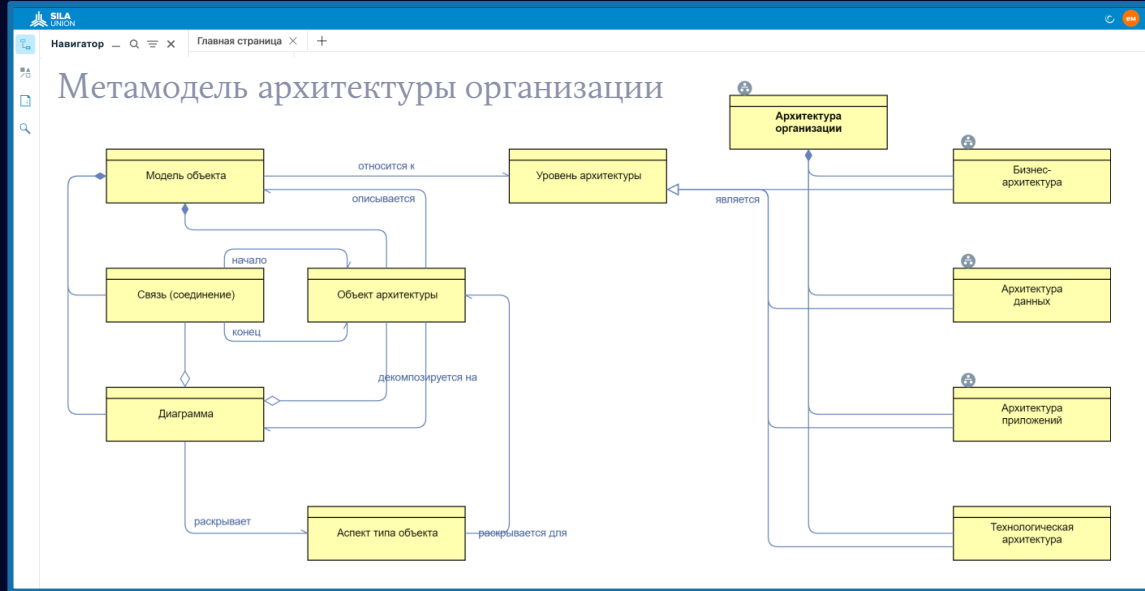 SILA
UNION
ем
Навигатор
Главная страница
Метамодель архитектуры организации
Архитектура
организации
Модель объекта
относится к
Уровень архитектуры
Бизнес-
архитектура
описывается
является
начало
Связь (соединение)
Объект архитектуры
Архитектура
данных
конец
декомпозируется на
Диаграмма
Архитектура
приложений
раскрывает
Аспект типа объекта
раскрывается для
Технологическая
архитектура